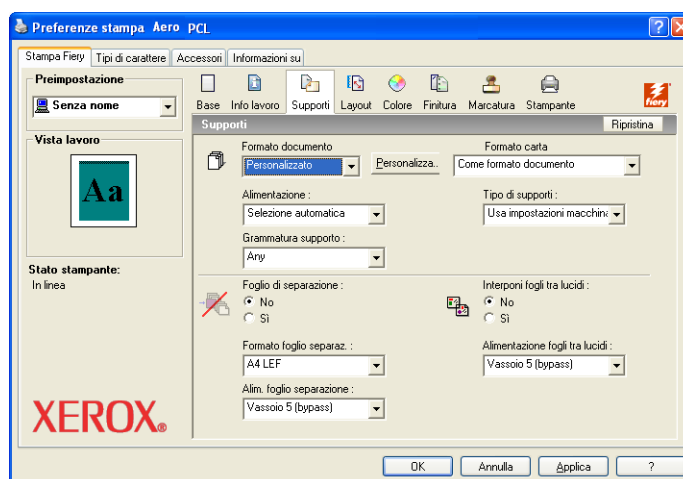 Preferenze stampa Aero PCL
?
X
Stampa Fiery
Tipi di carattere
Accessori
Informazioni su
Preimpostazione
Senza nome
Vista lavoro
Aa
Stato stampante:
In linea
XEROX®
Base
Info lavoro
Supporti
Layout
Colore
Finitura
Marcatura
Stampante
fiery
Supporti
Ripristina
Formato documento
Personalizzato
Personalizza..
Formato carta
Come formato documento
Alimentazione :
Selezione automatica
Tipo di supporti :
Usa impostazioni macchina
Grammatura supporto :
Any
Foglio di separazione :
No
Sì
Interponi fogli tra lucidi :
No
Sì
Formato foglio separaz. :
A4 LEF
Alimentazione fogli tra lucidi :
Vassoio 5 (bypass)
Alim. foglio separazione :
Vassoio 5 (bypass)
OK
Annulla
Applica
?